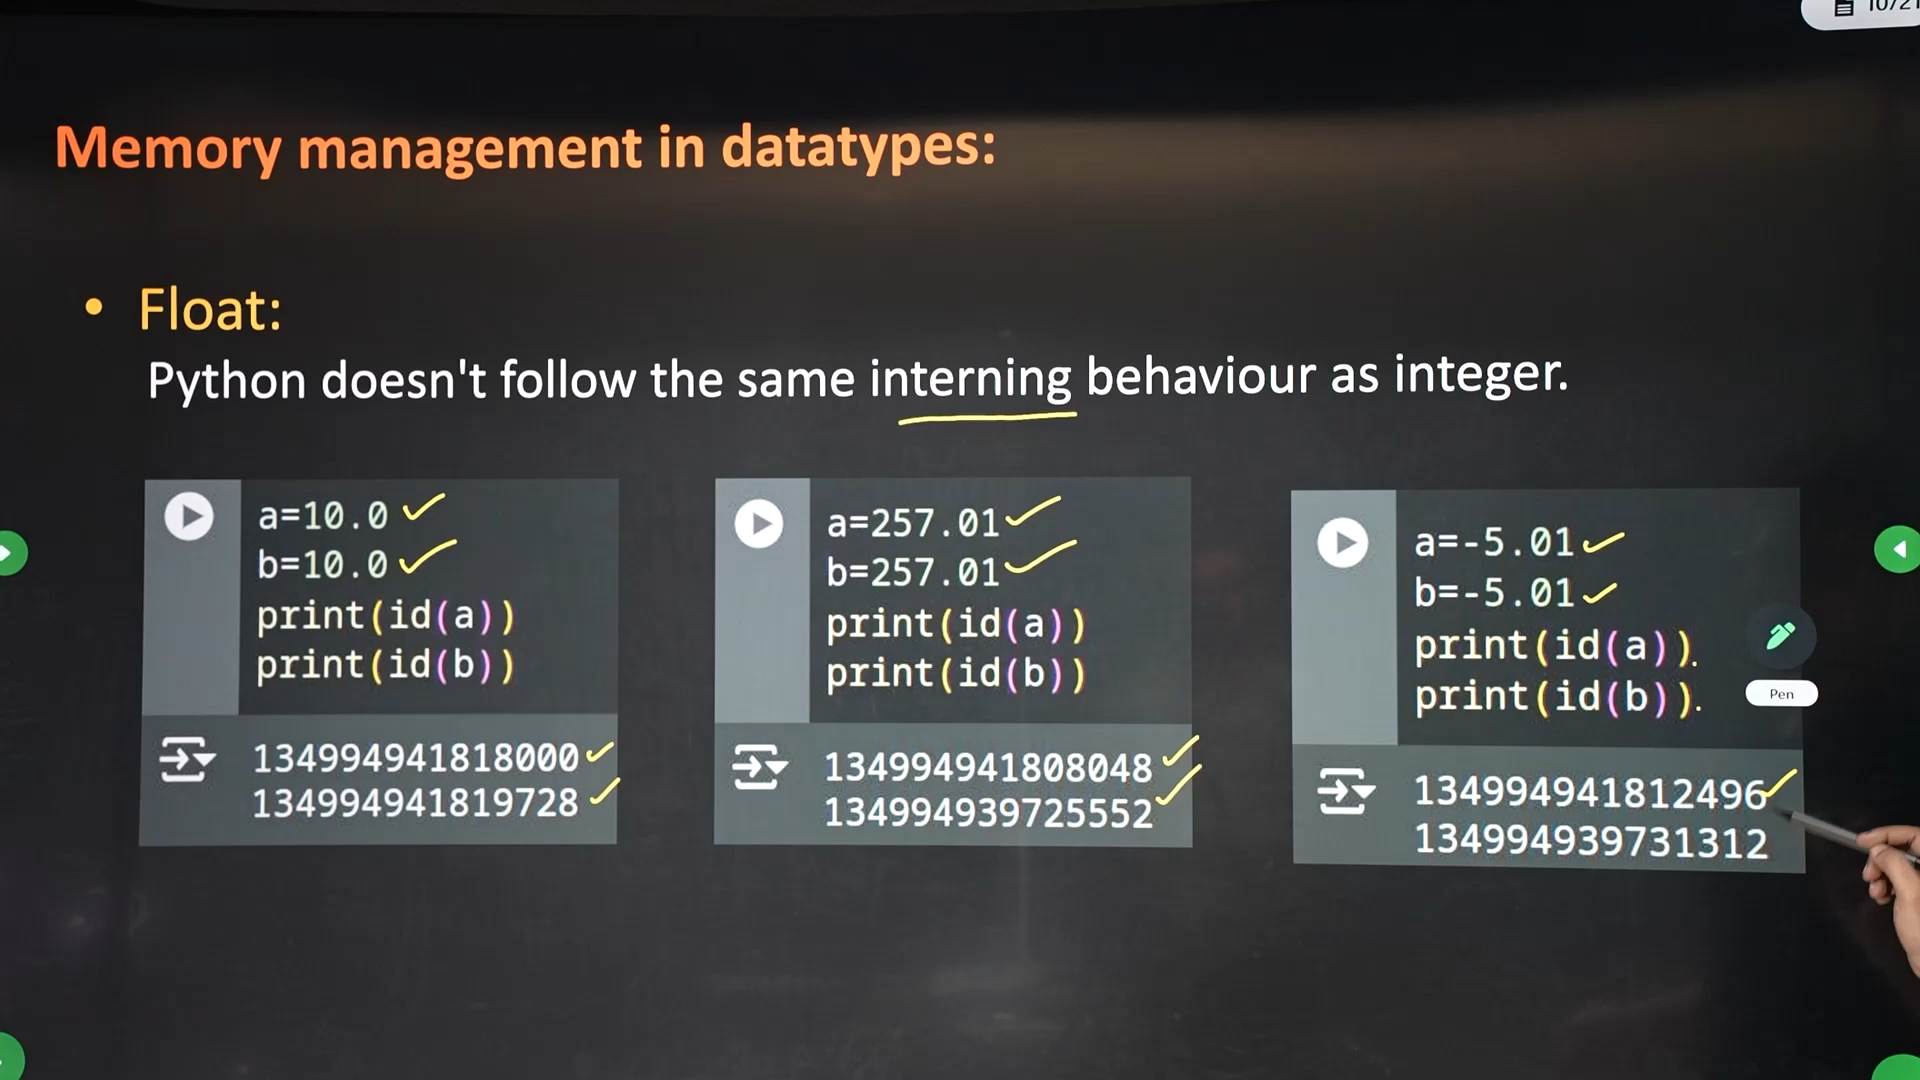 Memory management in datatypes:
• Float:
Python doesn't follow the same interning behaviour as integer.
a=10.0
b=10.0
print(id(a))
print(id(b))
134994941818000
134994941819728
a=257.01
b=257.01
print(id(a))
print(id(b))
134994941808048
134994939725552
a=-5.01
b=-5.01
print(id(a))
print(id(b))
134994941812496
134994939731312
Pen